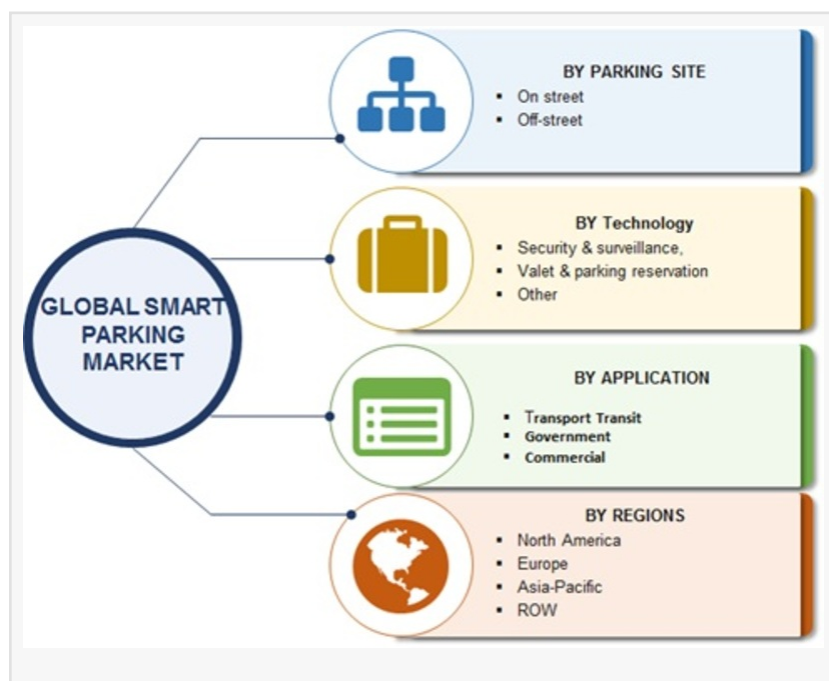 BY PARKING SITE
▪ On street
▪ Off-street
BY Technology
▪ Security & surveillance,
▪ Valet & parking reservation
▪ Other
GLOBAL SMART
PARKING
MARKET
BY APPLICATION
▪ Transport Transit
▪ Government
▪ Commercial
BY REGIONS
▪ North America
▪ Europe
▪ Asia-Pacific
▪ ROW